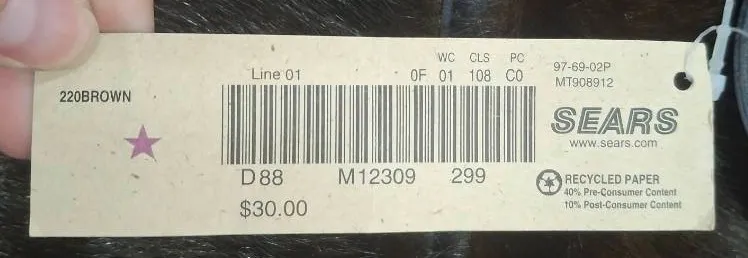 220BROWN
WC CLS PC
Line 01 0F 01 108 C0
D88 M12309 299
$30.00
97-69-02P
MT908912
SEARS
www.sears.com
RECYCLED PAPER
40% Pre-Consumer Content
10% Post-Consumer Content